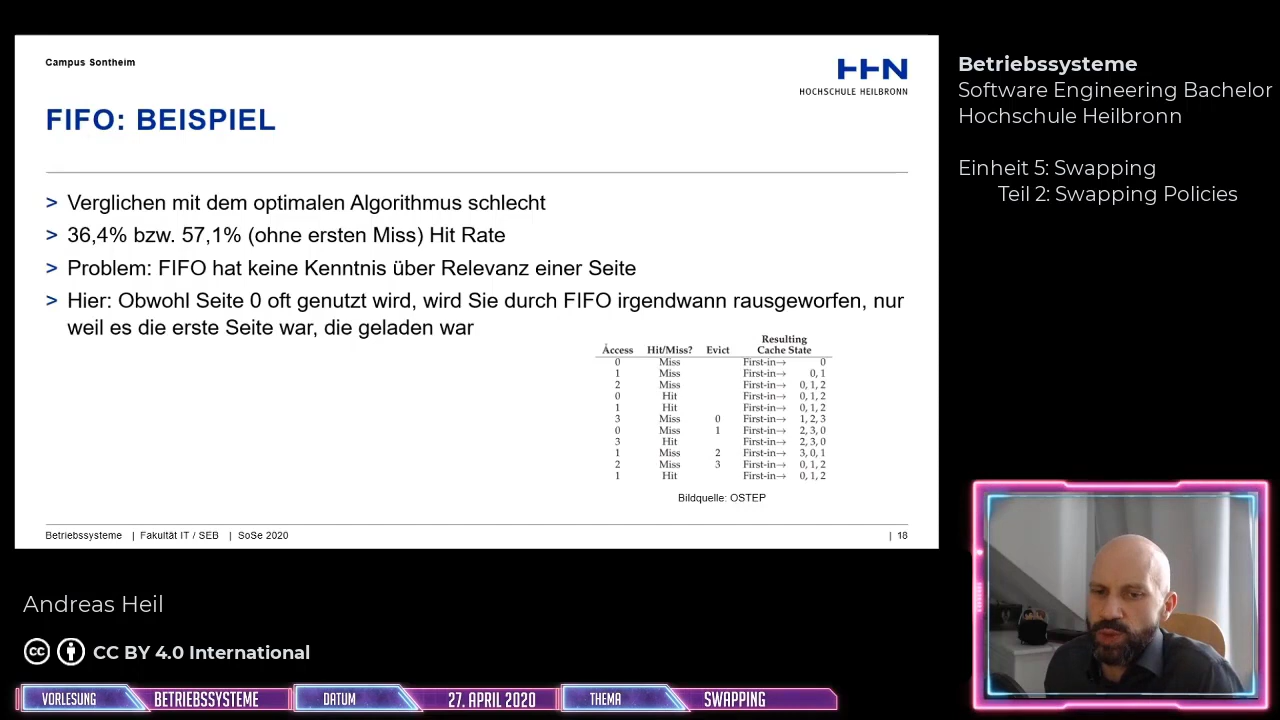 Campus Sontheim
HHN
HOCHSCHULE HEILBRONN
FIFO: BEISPIEL
> Verglichen mit dem optimalen Algorithmus schlecht
> 36,4% bzw. 57,1% (ohne ersten Miss) Hit Rate
> Problem: FIFO hat keine Kenntnis über Relevanz einer Seite
> Hier: Obwohl Seite 0 oft genutzt wird, wird Sie durch FIFO irgendwann rausgeworfen, nur
weil es die erste Seite war, die geladen war
Resulting
Access Hit/Miss? Evict Cache State
0 Miss First-in→ 0
1 Miss First-in→ 0, 1
2 Miss First-in→ 0, 1, 2
0 Hit First-in→ 0, 1, 2
1 Hit First-in→ 0, 1, 2
3 Miss 0 First-in→ 1, 2, 3
0 Miss 1 First-in→ 2, 3, 0
3 Hit First-in→ 2, 3, 0
1 Miss 2 First-in→ 3, 0, 1
2 Miss 3 First-in→ 0, 1, 2
1 Hit First-in→ 0, 1, 2
Bildquelle: OSTEP
Betriebssysteme | Fakultät IT / SEB | SoSe 2020 | 18
Betriebssysteme
Software Engineering Bachelor
Hochschule Heilbronn
Einheit 5: Swapping
Teil 2: Swapping Policies
Andreas Heil
cc CC BY 4.0 International
VORLESUNG BETRIEBSSYSTEME DATUM 27. APRIL 2020 THEMA SWAPPING